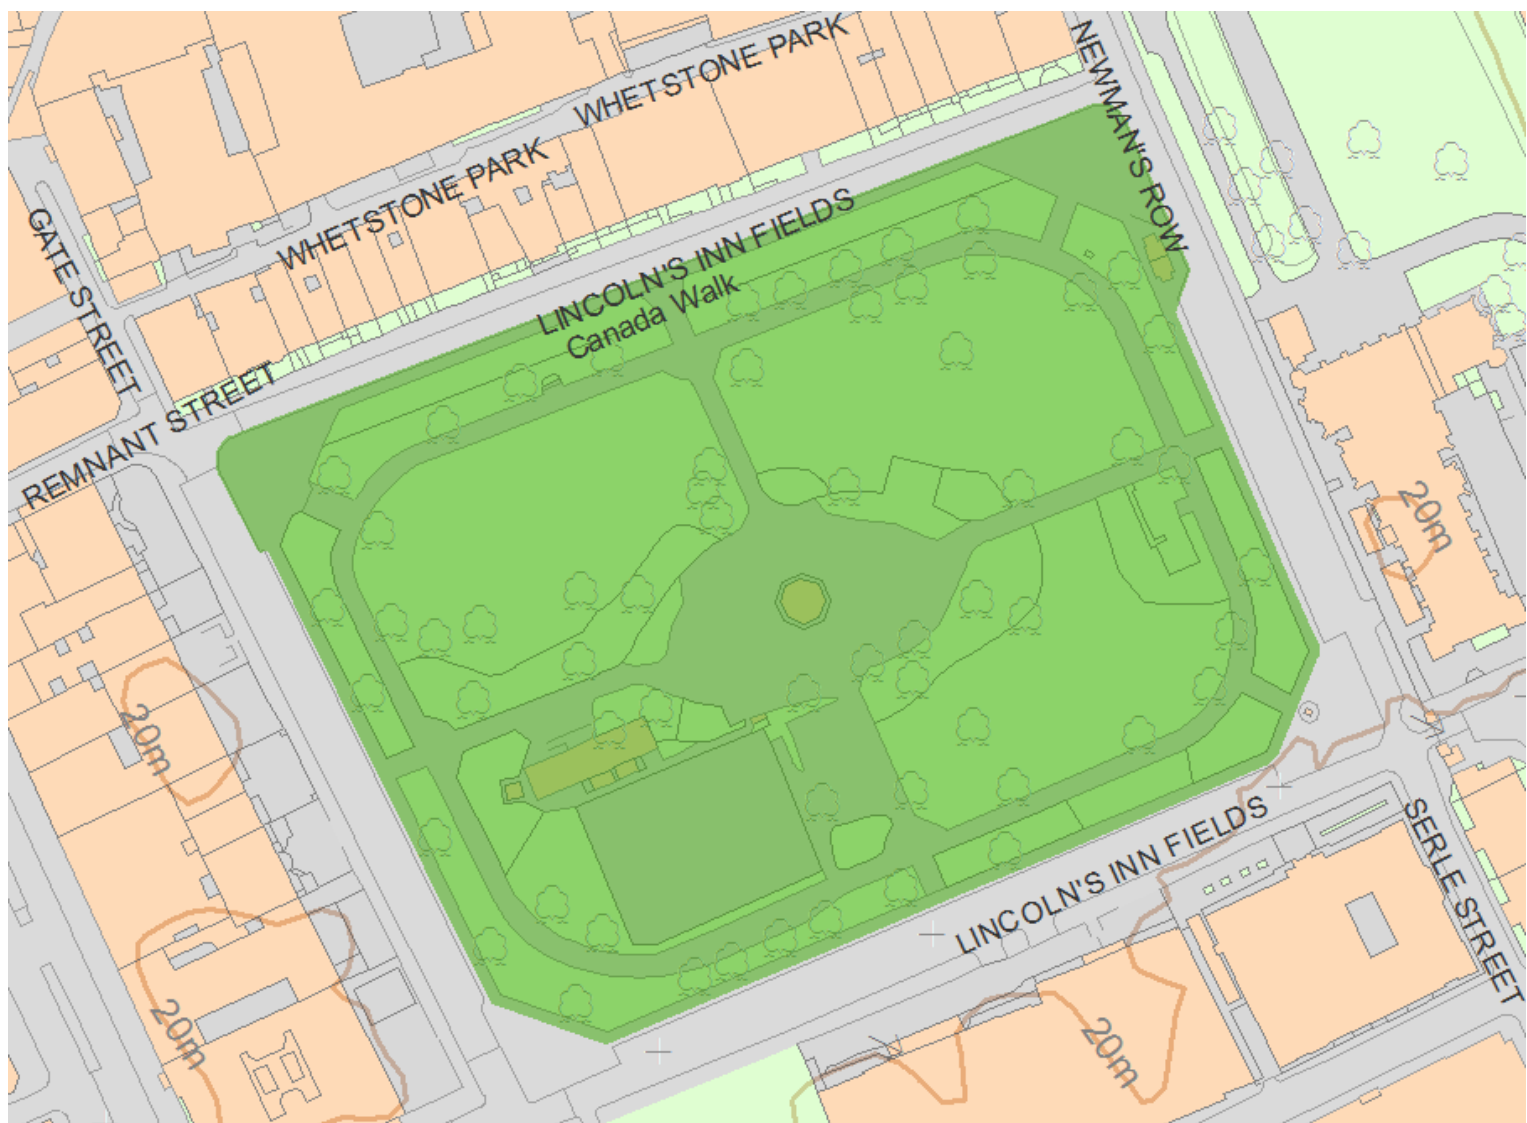 NEWMAN'S ROW
WHETSTONE PARK
WHETSTONE PARK
GATE STREET
LINCOLN'S INN FIELDS
Canada Walk
REMNANT STREET
20m
20m
LINCOLN'S INN FIELDS
SERLE STREET
20m
20m